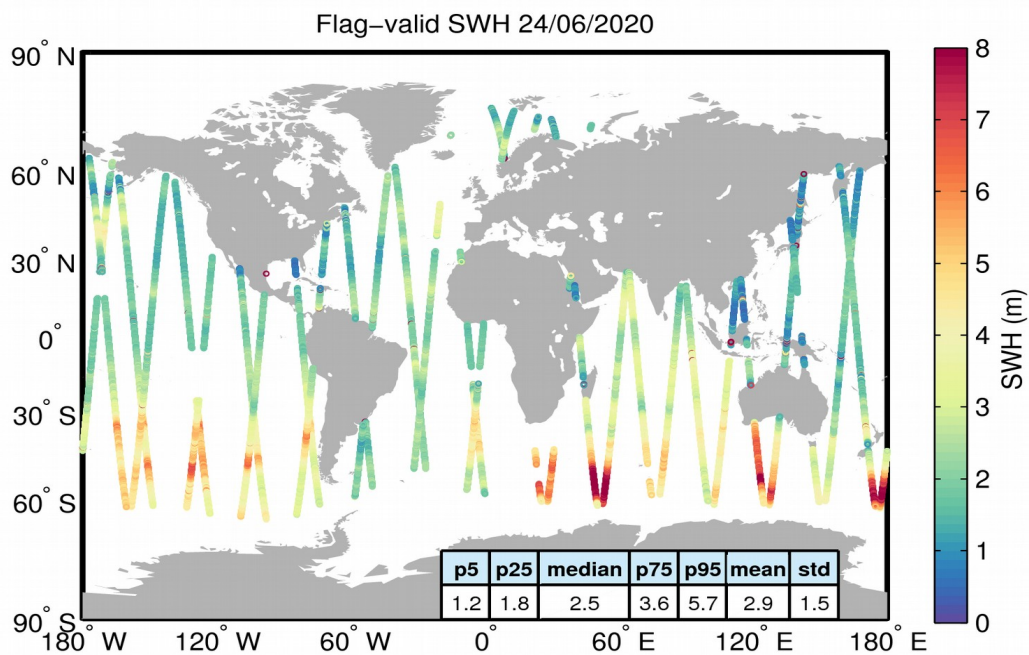 Flag−valid SWH 24/06/2020
90° N
60° N
30° N
0°
30° S
60° S
90° S
180° W
120° W
60° W
0°
60° E
120° E
180° E
8
7
6
5
4
3
2
1
0
SWH (m)
p5 p25 median p75 p95 mean std
1.2 1.8 2.5 3.6 5.7 2.9 1.5